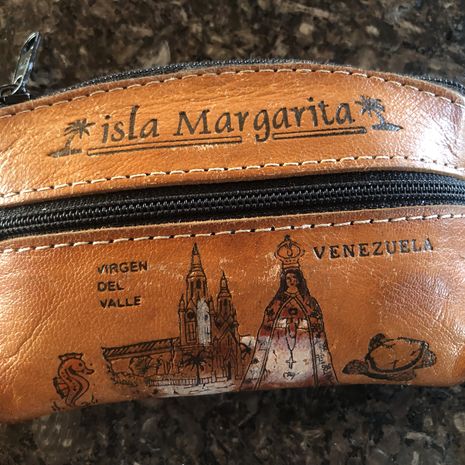 isla Margarita
VIRGEN
DEL
VALLE
VENEZUELA